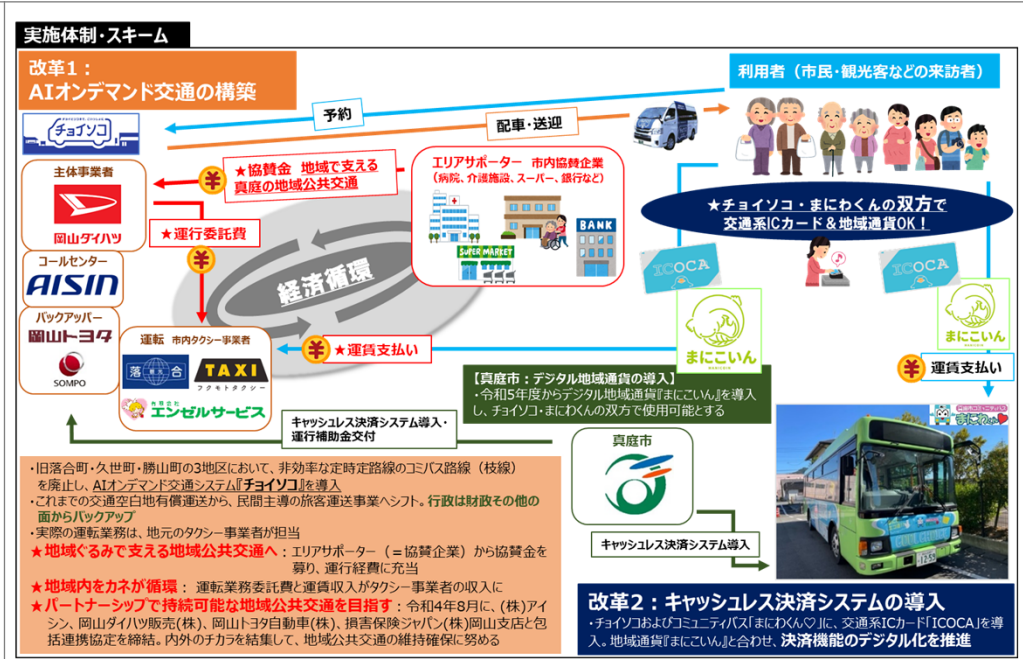 実施体制・スキーム
改革1：
AIオンデマンド交通の構築
チョイソコ
予約
配車・送迎
利用者（市民・観光客などの来訪者）
主体事業者
岡山ダイハツ
★協賛金 地域で支える
真庭の地域公共交通
★運行委託費
エリアサポーター 市内協賛企業
（病院、介護施設、スーパー、銀行など）
BANK
SUPER MARKET
経済循環
★チョイソコ・まにわくんの双方で
交通系ICカード＆地域通貨OK！
ICOCA
ICOCA
コールセンター
AISIN
バックアッパー
岡山トヨタ
SOMPO
運転 市内タクシー事業者
落合
TAXI
フクモトタクシー
有限会社
エンゼルサービス
★運賃支払い
まにこいん
MANICOIN
まにこいん
運賃支払い
【真庭市：デジタル地域通貨の導入】
・令和5年度からデジタル地域通貨『まにこいん』を導入
し、チョイソコ・まにわくんの双方で使用可能とする
キャッシュレス決済システム導入・
運行補助金交付
真庭市
キャッシュレス決済システム導入
・旧落合町・久世町・勝山町の3地区において、非効率な定時定路線のコミバス路線（枝線）
を廃止し、AIオンデマンド交通システム『チョイソコ』を導入
・これまでの交通空白地有償運送から、民間主導の旅客運送事業へシフト。行政は財政その他の
面からバックアップ
・実際の運転業務は、地元のタクシー事業者が担当
★地域ぐるみで支える地域公共交通へ：エリアサポーター（＝協賛企業）から協賛金を
募り、運行経費に充当
★地域内をカネが循環： 運転業務委託費と運賃収入がタクシー事業者の収入に
★パートナーシップで持続可能な地域公共交通を目指す：令和4年8月に、(株)アイ
シン、岡山ダイハツ販売(株)、岡山トヨタ自動車(株)、損害保険ジャパン(株)岡山支店と包
括連携協定を締結。内外のチカラを結集して、地域公共交通の維持確保に努める
まにわくん
12-59
改革2：キャッシュレス決済システムの導入
・チョイソコおよびコミュニティバス「まにわくん♡」に、交通系ICカード「ICOCA」を導
入。地域通貨『まにこいん』と合わせ、決済機能のデジタル化を推進